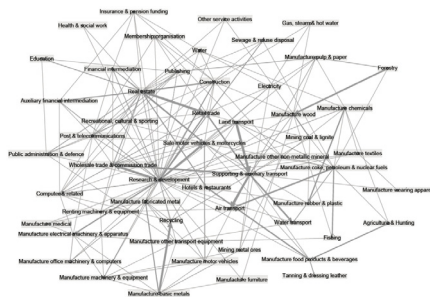 Insurance & pension funding
Other service activities
Health & social work
Gas, steam& hot water
Membership organisation
Sewage & refuse disposal
Water
Education
Manufacture pulp & paper
Financial intermediation
Publishing
Forestry
Construction
Real estate
Electricity
Auxiliary financial intermediation
Manufacture chemicals
Retail trade
Manufacture wood
Recreational, cultural & sporting
Land transport
Post & telecommunications
Mining coal & lignite
Sale motor vehicles & motorcycles
Public administration & defence
Manufacture textiles
Manufacture other non-metallic mineral
Wholesale trade & commission trade
Manufacture coke, petroleum & nuclear fuels
Supporting & auxiliary transport
Research & development
Hotels & restaurants
Computer& related
Manufacture wearing appare
Manufacture fabricated metal
Manufacture rubber & plastic
Renting machinery & equipment
Air transport
Recycling
Water transport
Agricultura & Hunting
Manufacture medical
Manufacture electrical machinery & apparatus
Fishing
Manufacture other transport equipment
Mining metal ores
Manufacture office machinery & computers
Manufacture motor vehicles
Manufacture food products & beverages
Manufacture machinery & equipment
Manufacture furniture
Tanning & dressing leather
Manufacture basic metals